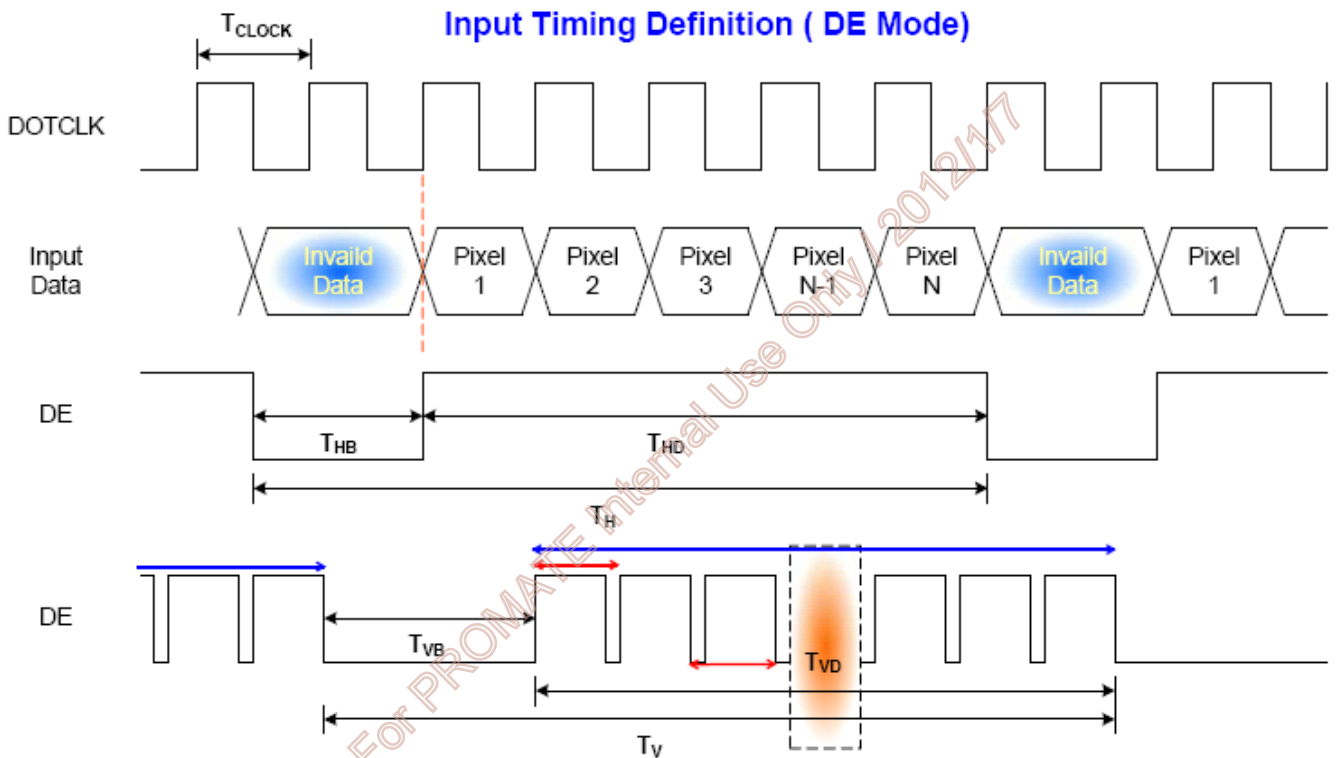 Input Timing Definition ( DE Mode)
TCLOCK
DOTCLK
Input
Data
Invaild
Data
Pixel
1
Pixel
2
Pixel
3
Pixel
N-1
Pixel
N
Invaild
Data
Pixel
1
DE
THB
THD
TH
DE
TVB
TVD
TV
For PROMATE Internal Use Only / 2012/1/7